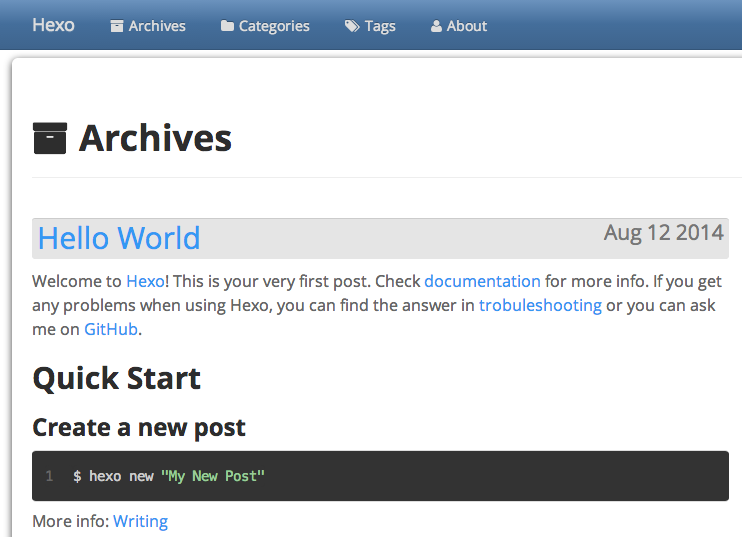 Hexo Archives Categories Tags About
Archives
Hello World Aug 12 2014
Welcome to Hexo! This is your very first post. Check documentation for more info. If you get
any problems when using Hexo, you can find the answer in trobuleshooting or you can ask
me on GitHub.
Quick Start
Create a new post
1 $ hexo new "My New Post"
More info: Writing